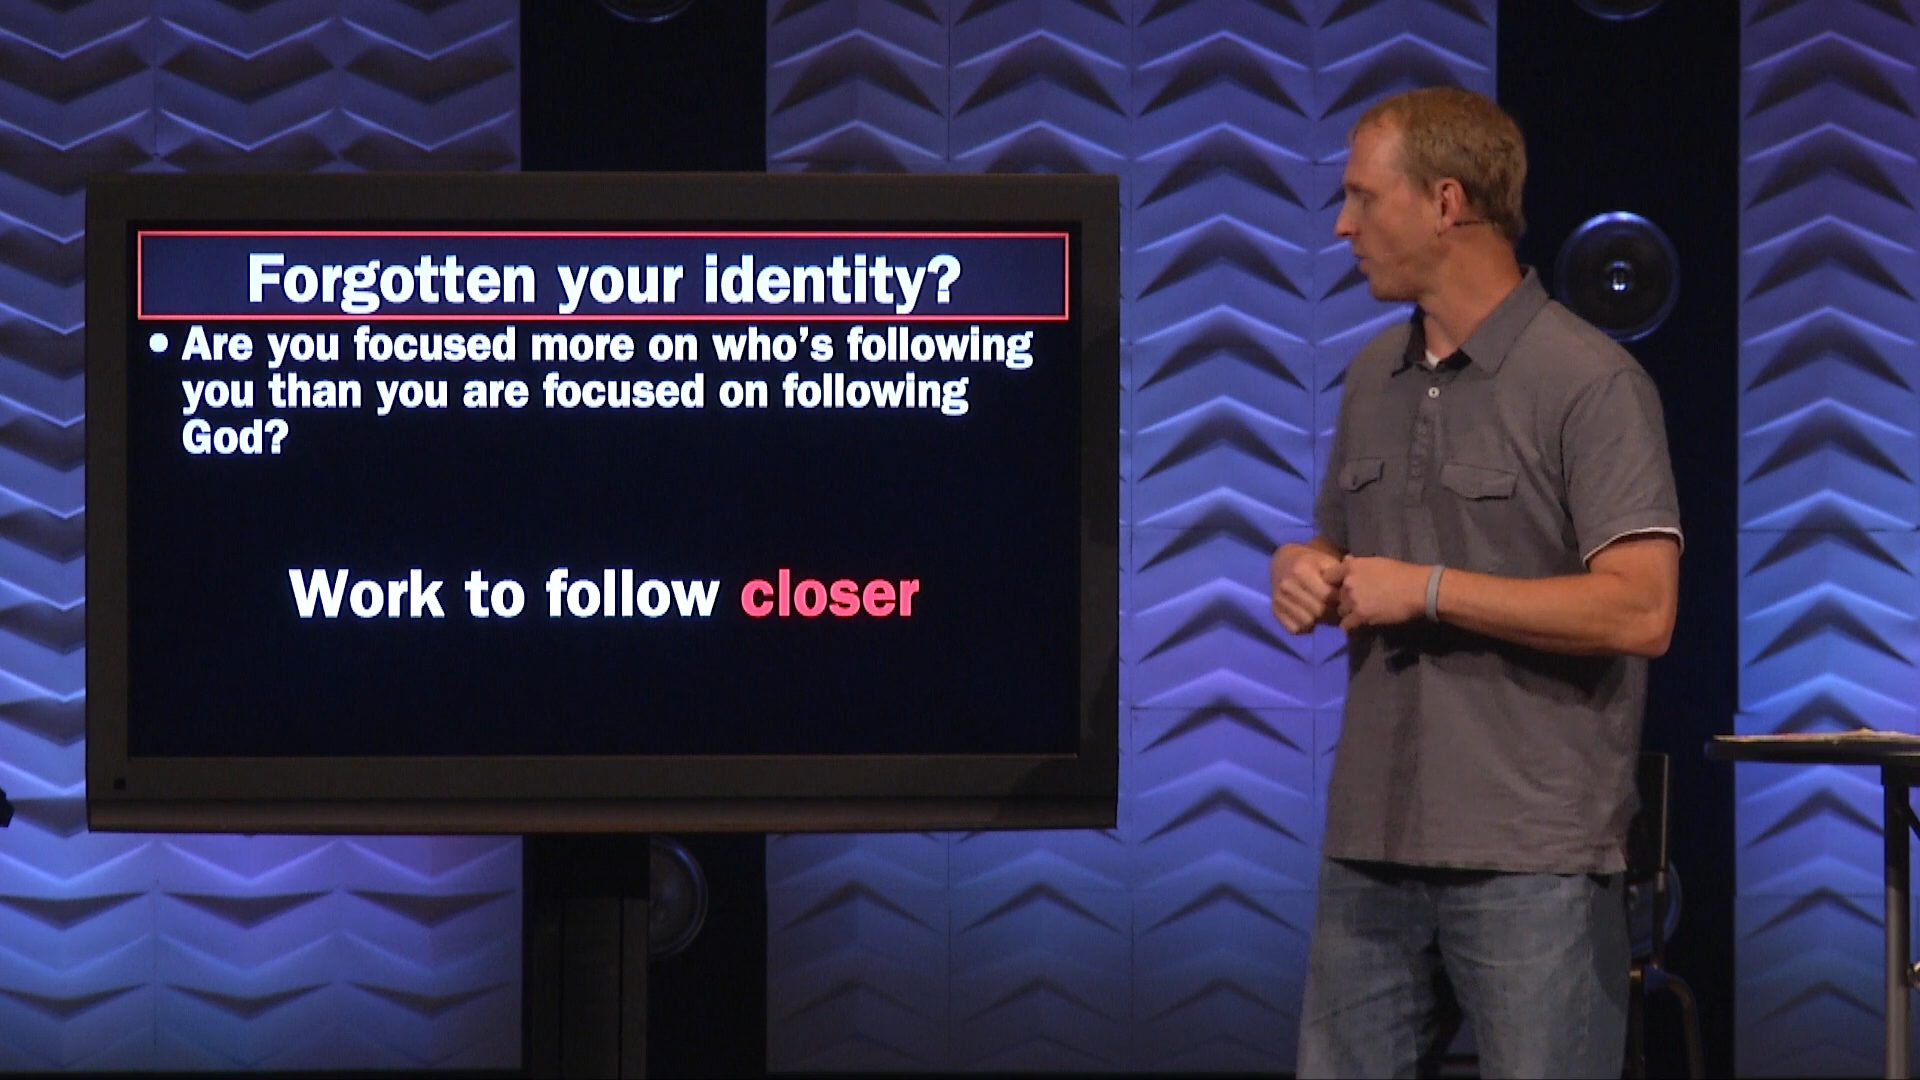 Forgotten your identity?
• Are you focused more on who's following
you than you are focused on following
God?
Work to follow closer